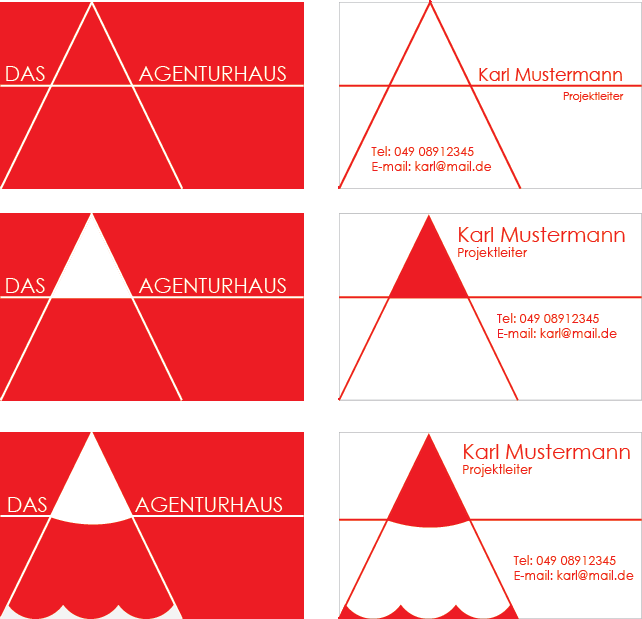 DAS AGENTURHAUS
Karl Mustermann
Projektleiter
Tel: 049 08912345
E-mail: karl@mail.de
DAS AGENTURHAUS
Karl Mustermann
Projektleiter
Tel: 049 08912345
E-mail: karl@mail.de
DAS AGENTURHAUS
Karl Mustermann
Projektleiter
Tel: 049 08912345
E-mail: karl@mail.de